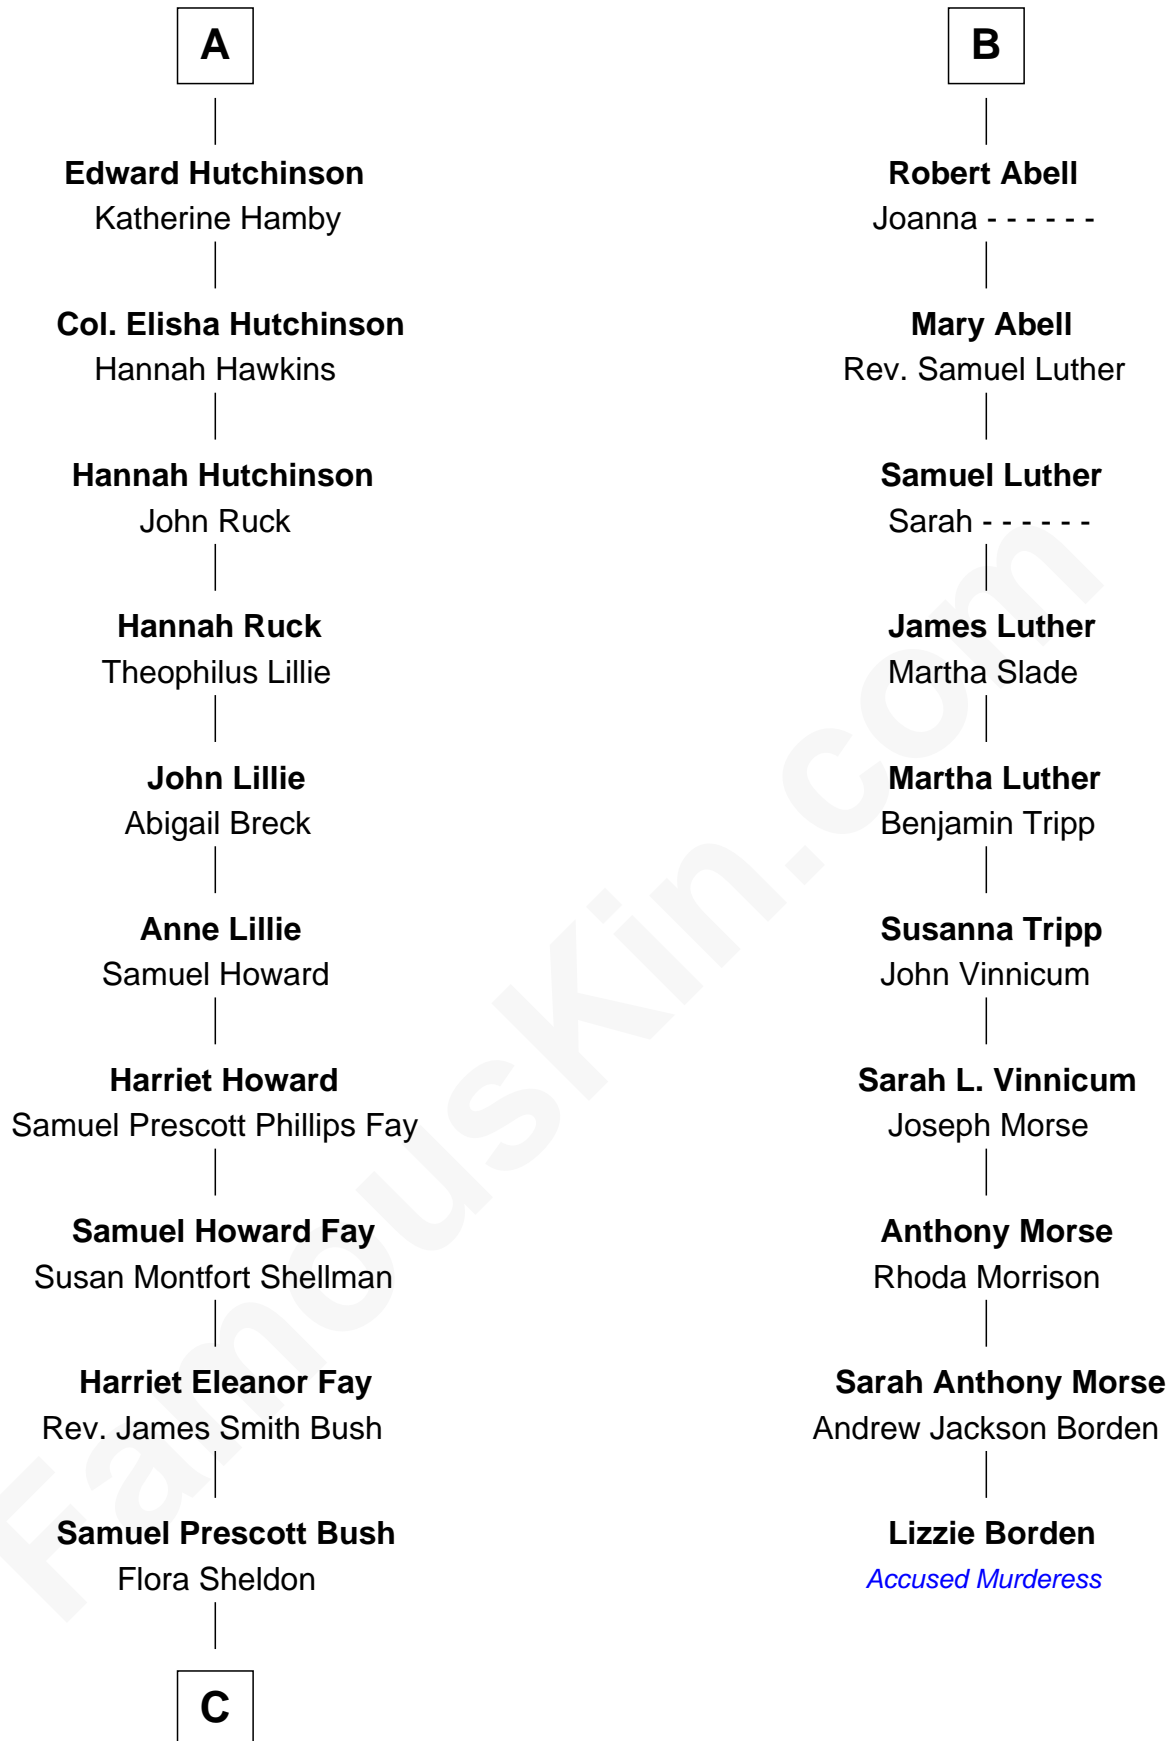 A
Edward Hutchinson
Katherine Hamby
Col. Elisha Hutchinson
Hannah Hawkins
Hannah Hutchinson
John Ruck
Hannah Ruck
Theophilus Lillie
John Lillie
Abigail Breck
Anne Lillie
Samuel Howard
Harriet Howard
Samuel Prescott Phillips Fay
Samuel Howard Fay
Susan Montfort Shellman
Harriet Eleanor Fay
Rev. James Smith Bush
Samuel Prescott Bush
Flora Sheldon
C
B
Robert Abell
Joanna - - - - - -
Mary Abell
Rev. Samuel Luther
Samuel Luther
Sarah - - - - - -
James Luther
Martha Slade
Martha Luther
Benjamin Tripp
Susanna Tripp
John Vinnicum
Sarah L. Vinnicum
Joseph Morse
Anthony Morse
Rhoda Morrison
Sarah Anthony Morse
Andrew Jackson Borden
Lizzie Borden
Accused Murderess
FamousKin.com